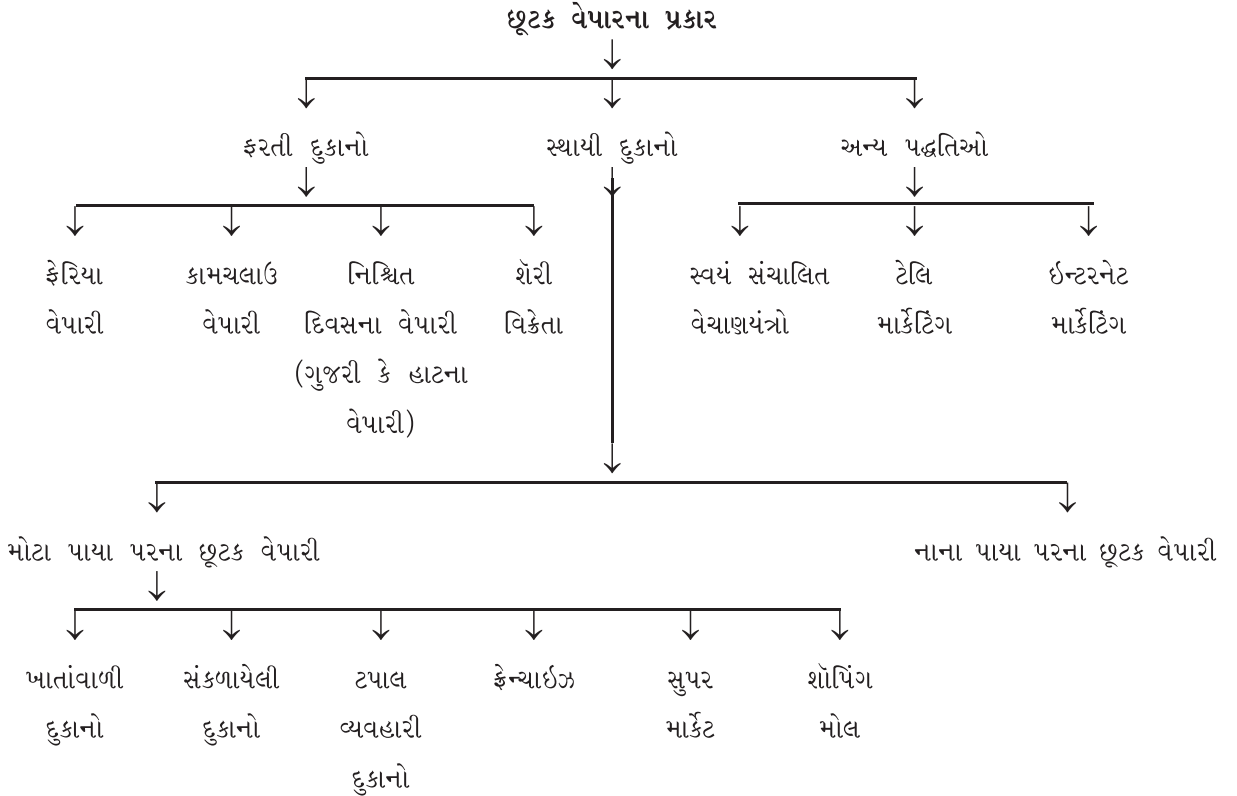 છૂટક વેપારના પ્રકાર
ફરતી દુકાનો
સ્થાયી દુકાનો
અન્ય પદ્ધતિઓ
ફેરિયા
વેપારી
કામચલાઉ
વેપારી
નિશ્ચિત
દિવસના વેપારી
(ગુજરી કે હાટના
વેપારી)
શૅરી
વિક્રેતા
સ્વયં સંચાલિત
વેચાણયંત્રો
ટેલિ
માર્કેટિંગ
ઇન્ટરનેટ
માર્કેટિંગ
મોટા પાયા પરના છૂટક વેપારી
નાના પાયા પરના છૂટક વેપારી
ખાતાંવાળી
દુકાનો
સંકળાયેલી
દુકાનો
ટપાલ
વ્યવહારી
દુકાનો
ફ્રેન્ચાઇઝ
સુપર
માર્કેટ
શૉપિંગ
મોલ